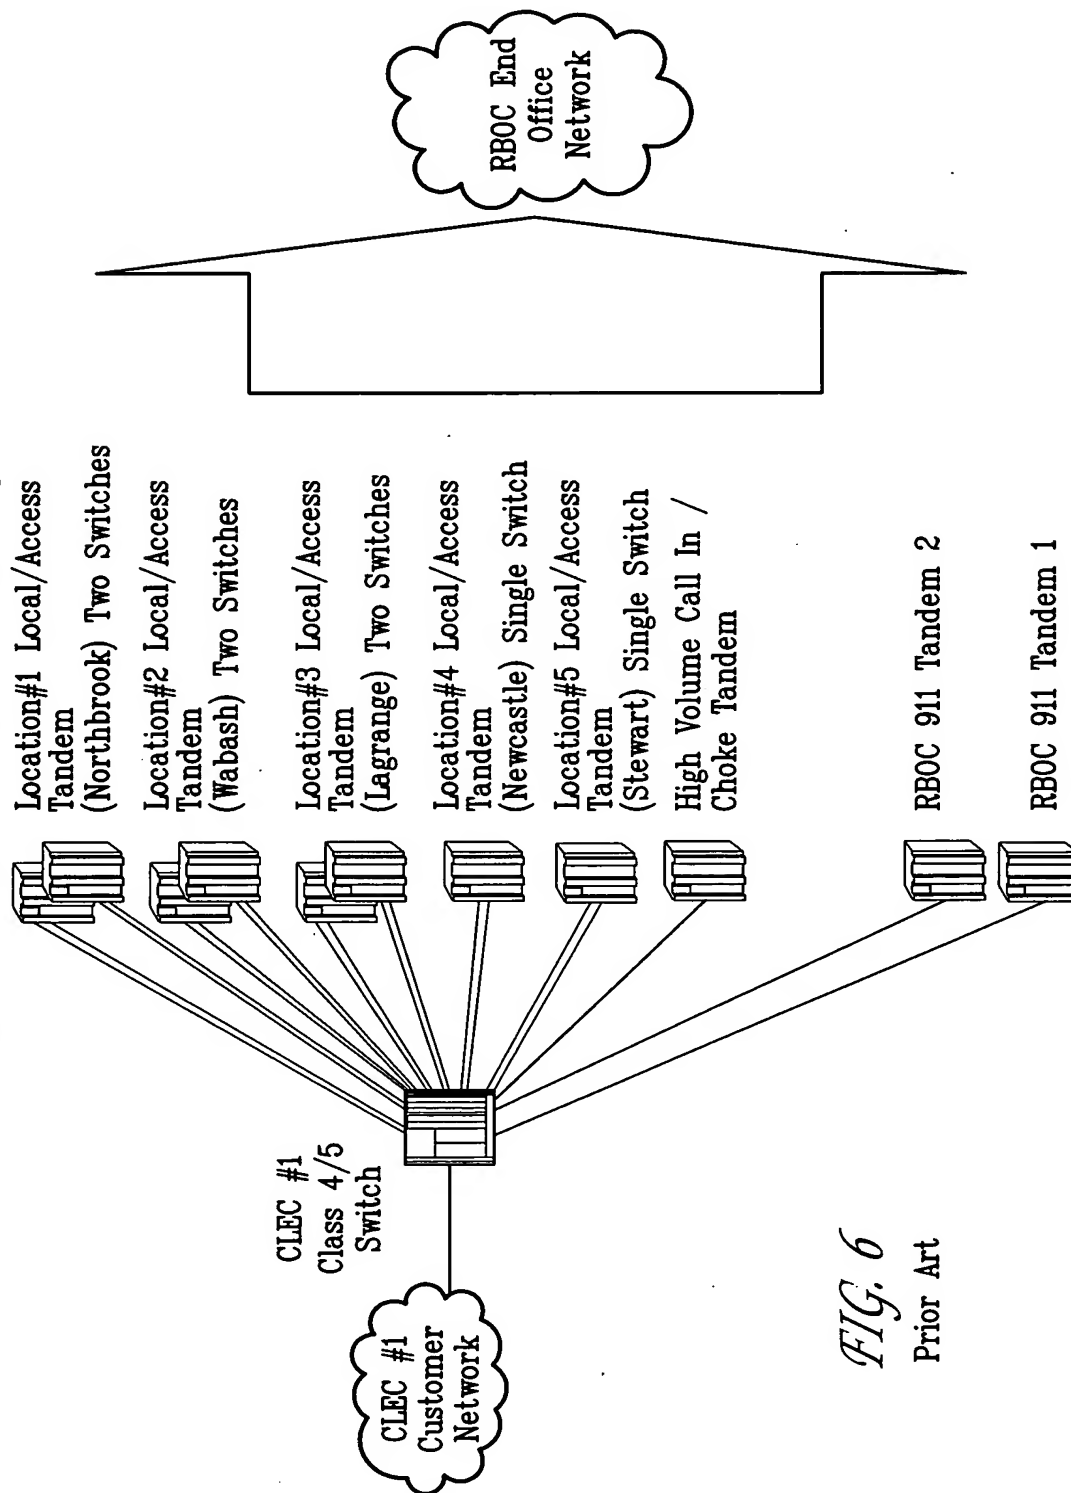 CLEC #1
Customer
Network
CLEC #1
Class 4/5
Switch
Location#1 Local/Access
Tandem
(Northbrook) Two Switches
Location#2 Local/Access
Tandem
(Wabash) Two Switches
Location#3 Local/Access
Tandem
(Lagrange) Two Switches
Location#4 Local/Access
Tandem
(Newcastle) Single Switch
Location#5 Local/Access
Tandem
(Stewart) Single Switch
High Volume Call In /
Choke Tandem
RBOC 911 Tandem 2
RBOC 911 Tandem 1
RBOC End
Office
Network
FIG. 6
Prior Art